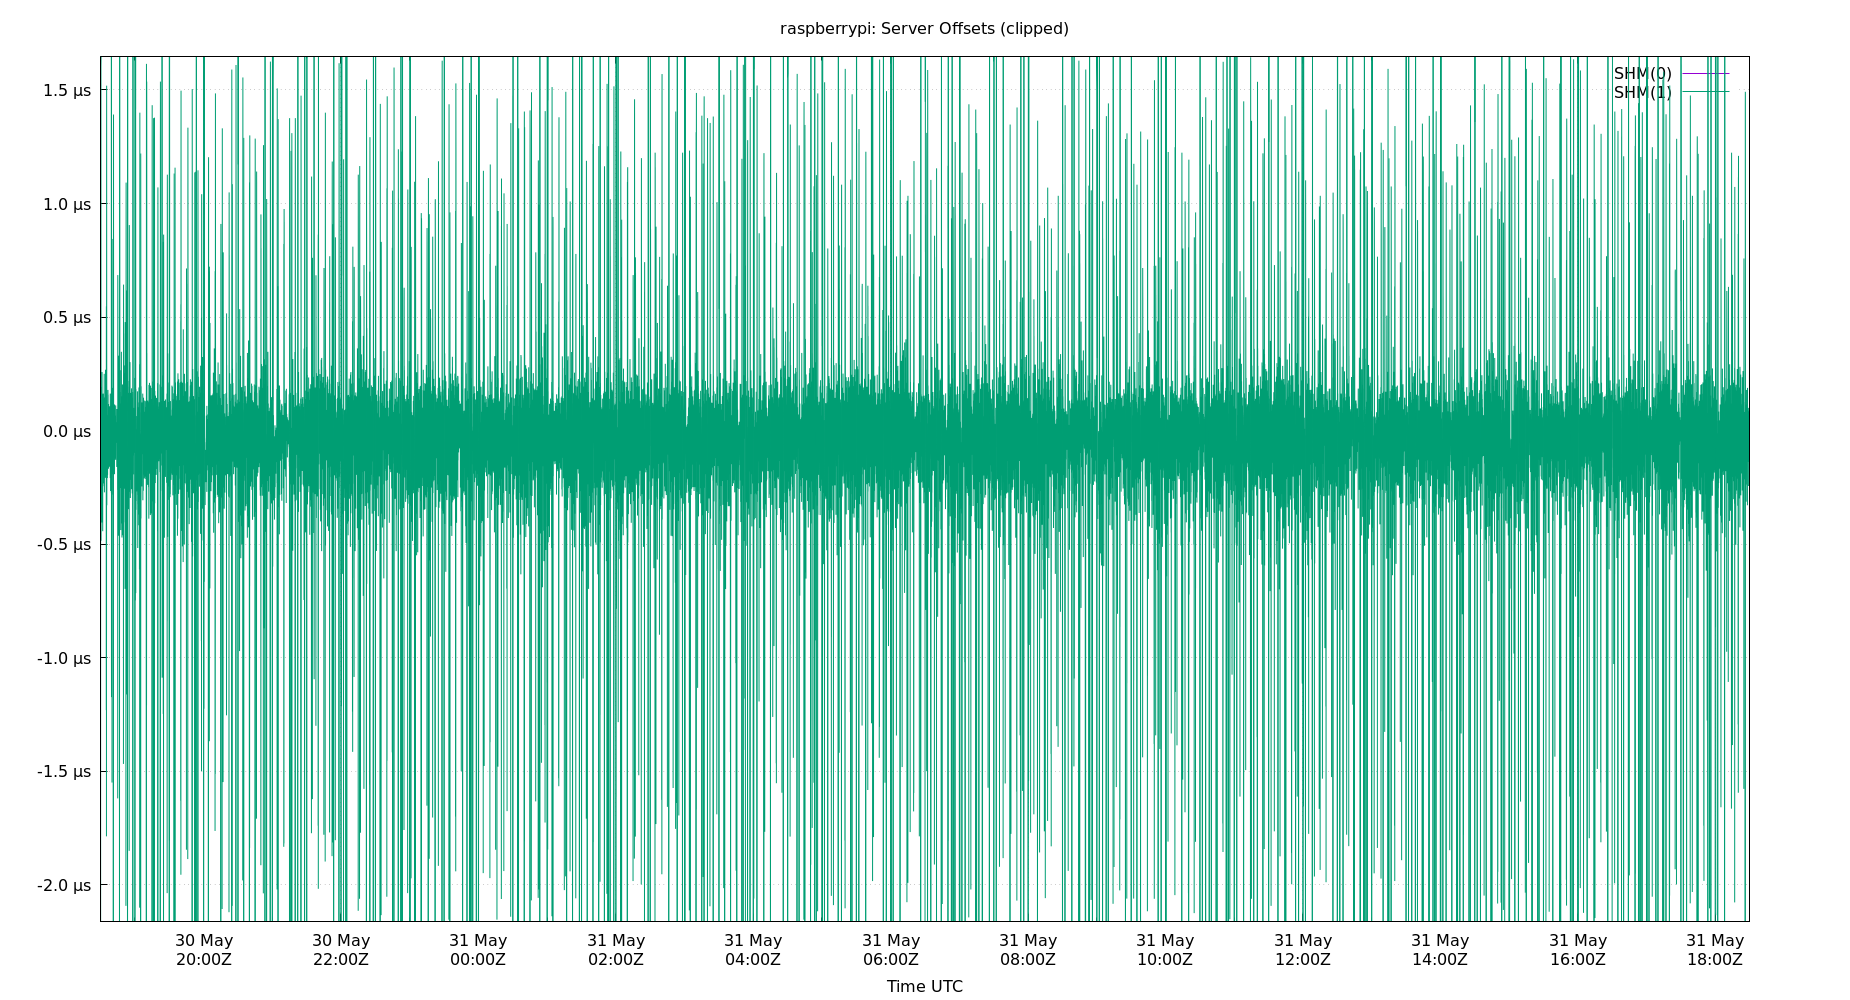 raspberrypi: Server Offsets (clipped)
SHM(0)
SHM(1)
1.5 µs
1.0 µs
0.5 µs
0.0 µs
-0.5 µs
-1.0 µs
-1.5 µs
-2.0 µs
30 May 30 May 31 May 31 May 31 May 31 May 31 May 31 May 31 May 31 May 31 May 31 May
20:00Z 22:00Z 00:00Z 02:00Z 04:00Z 06:00Z 08:00Z 10:00Z 12:00Z 14:00Z 16:00Z 18:00Z
Time UTC